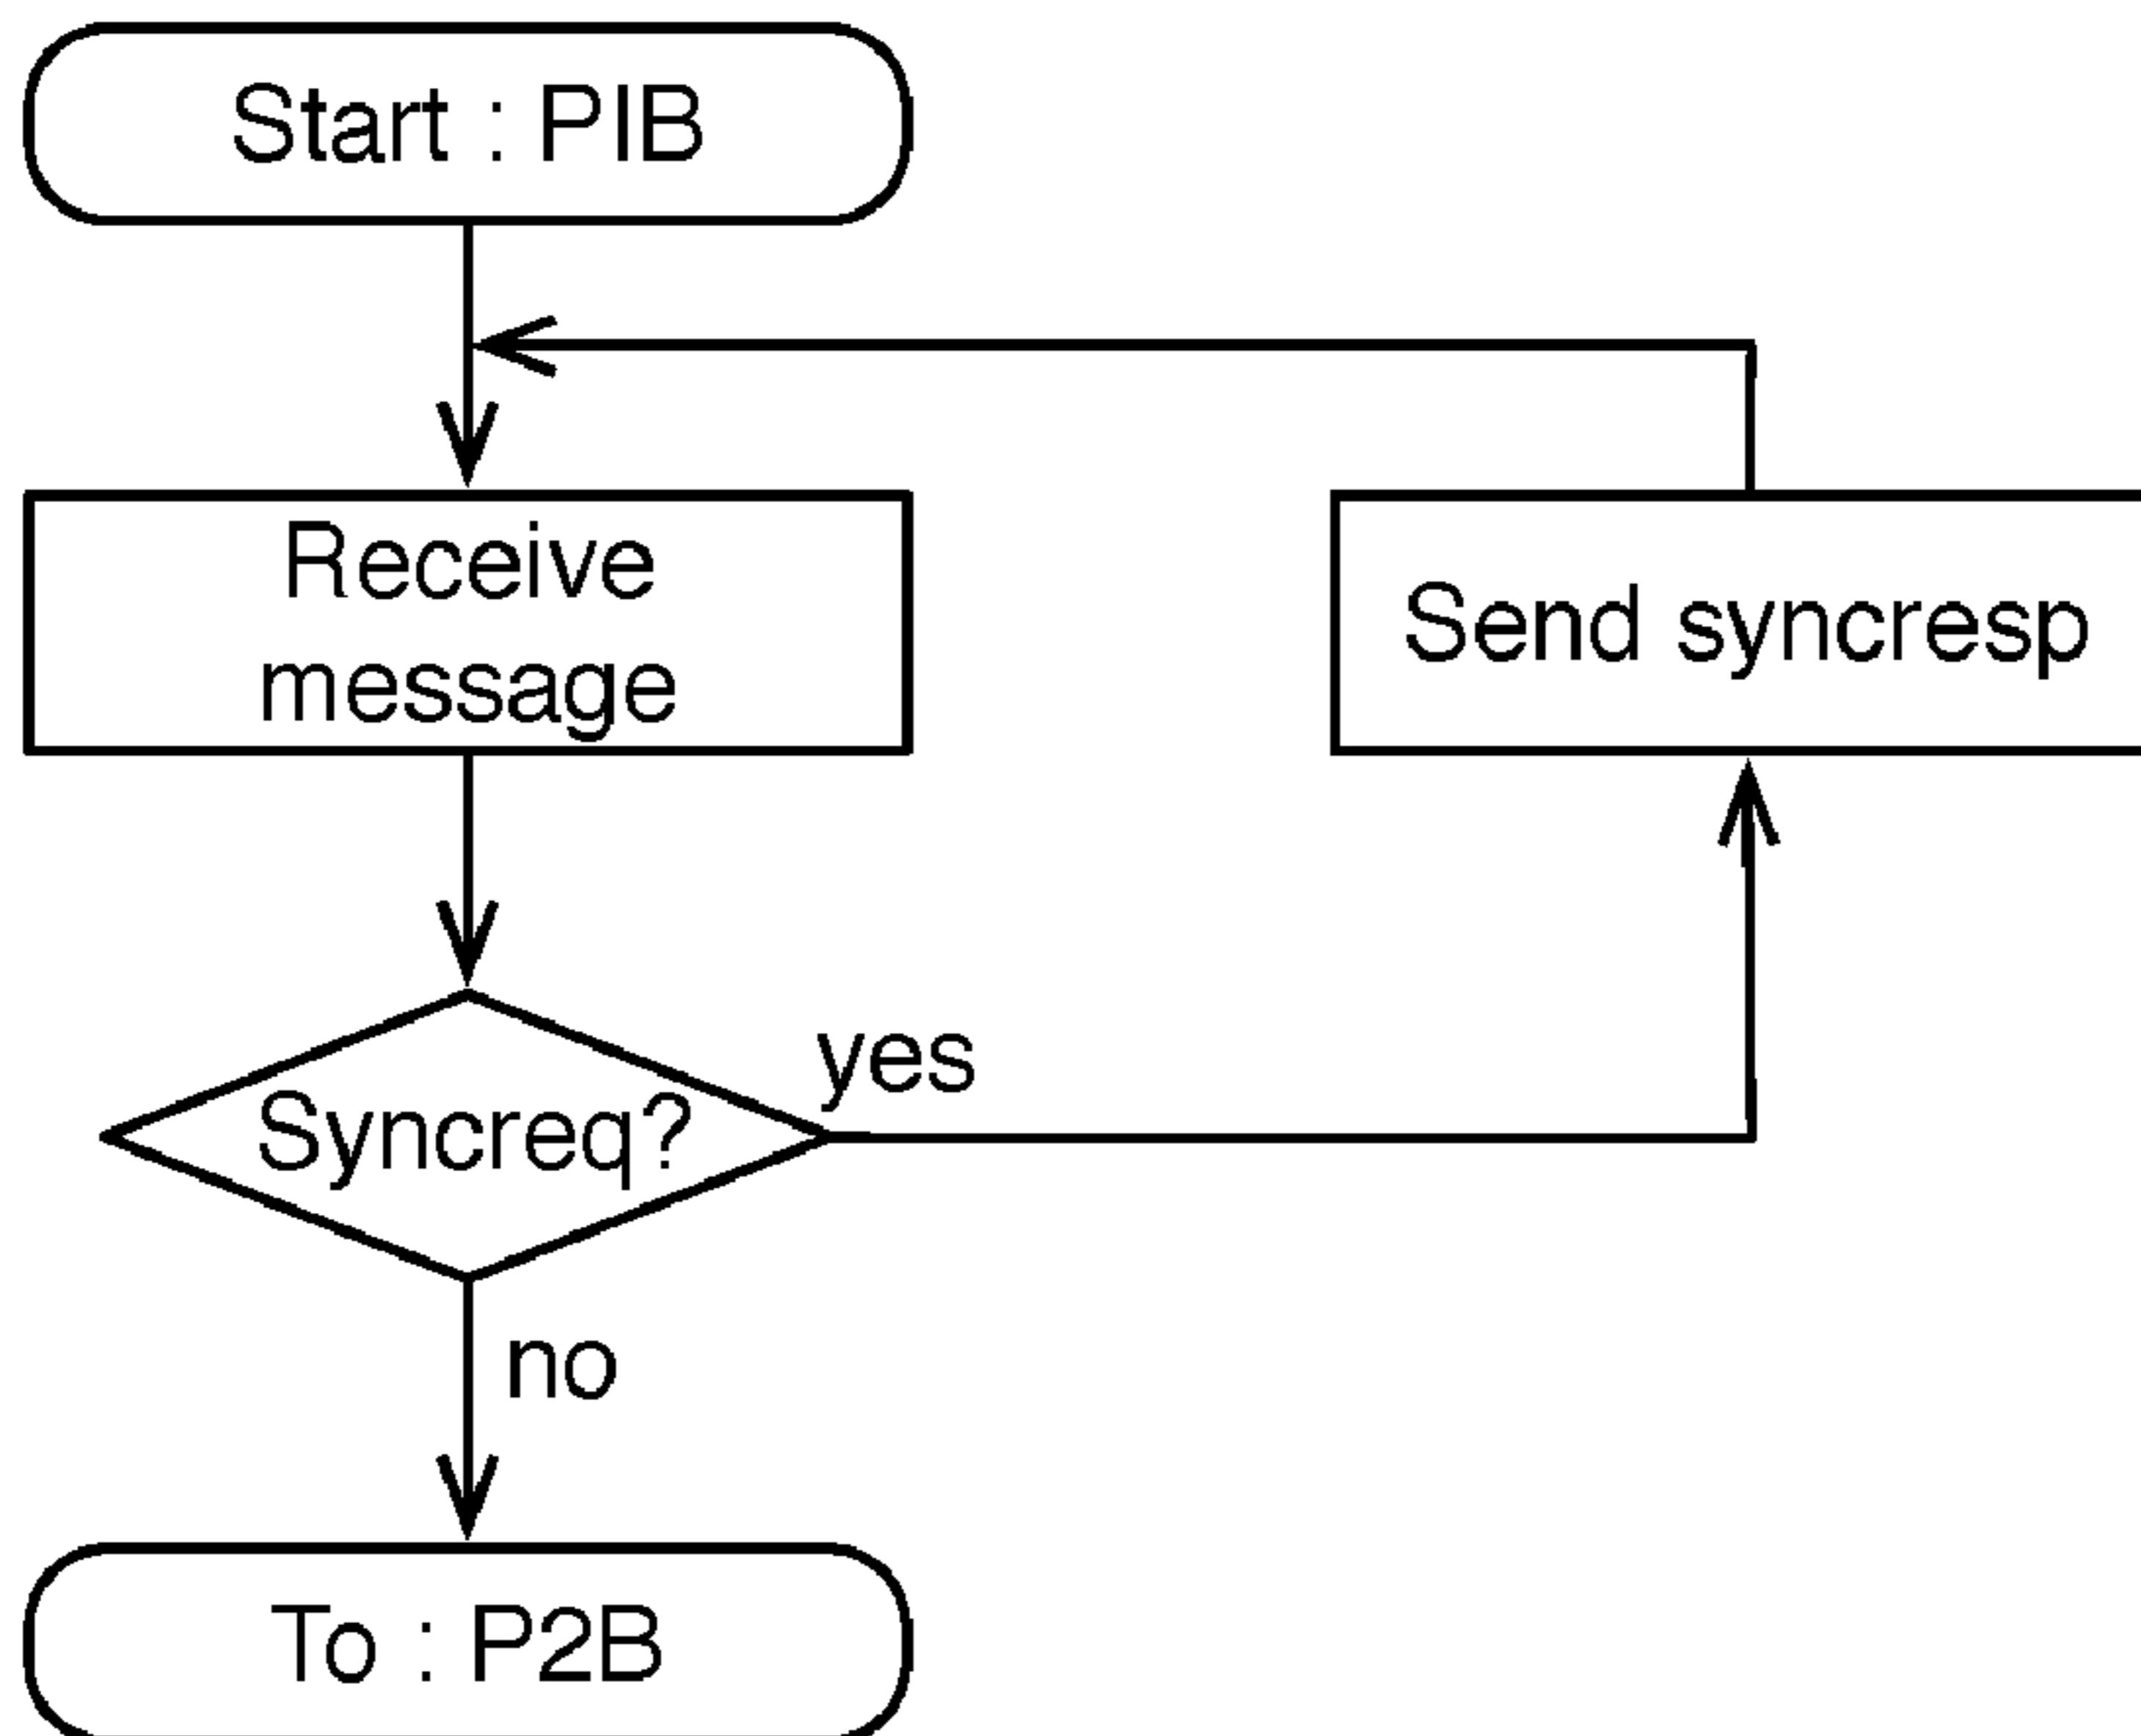 Start : PIB
Receive
message
Send syncresp
Syncreq?
yes
no
To : P2B